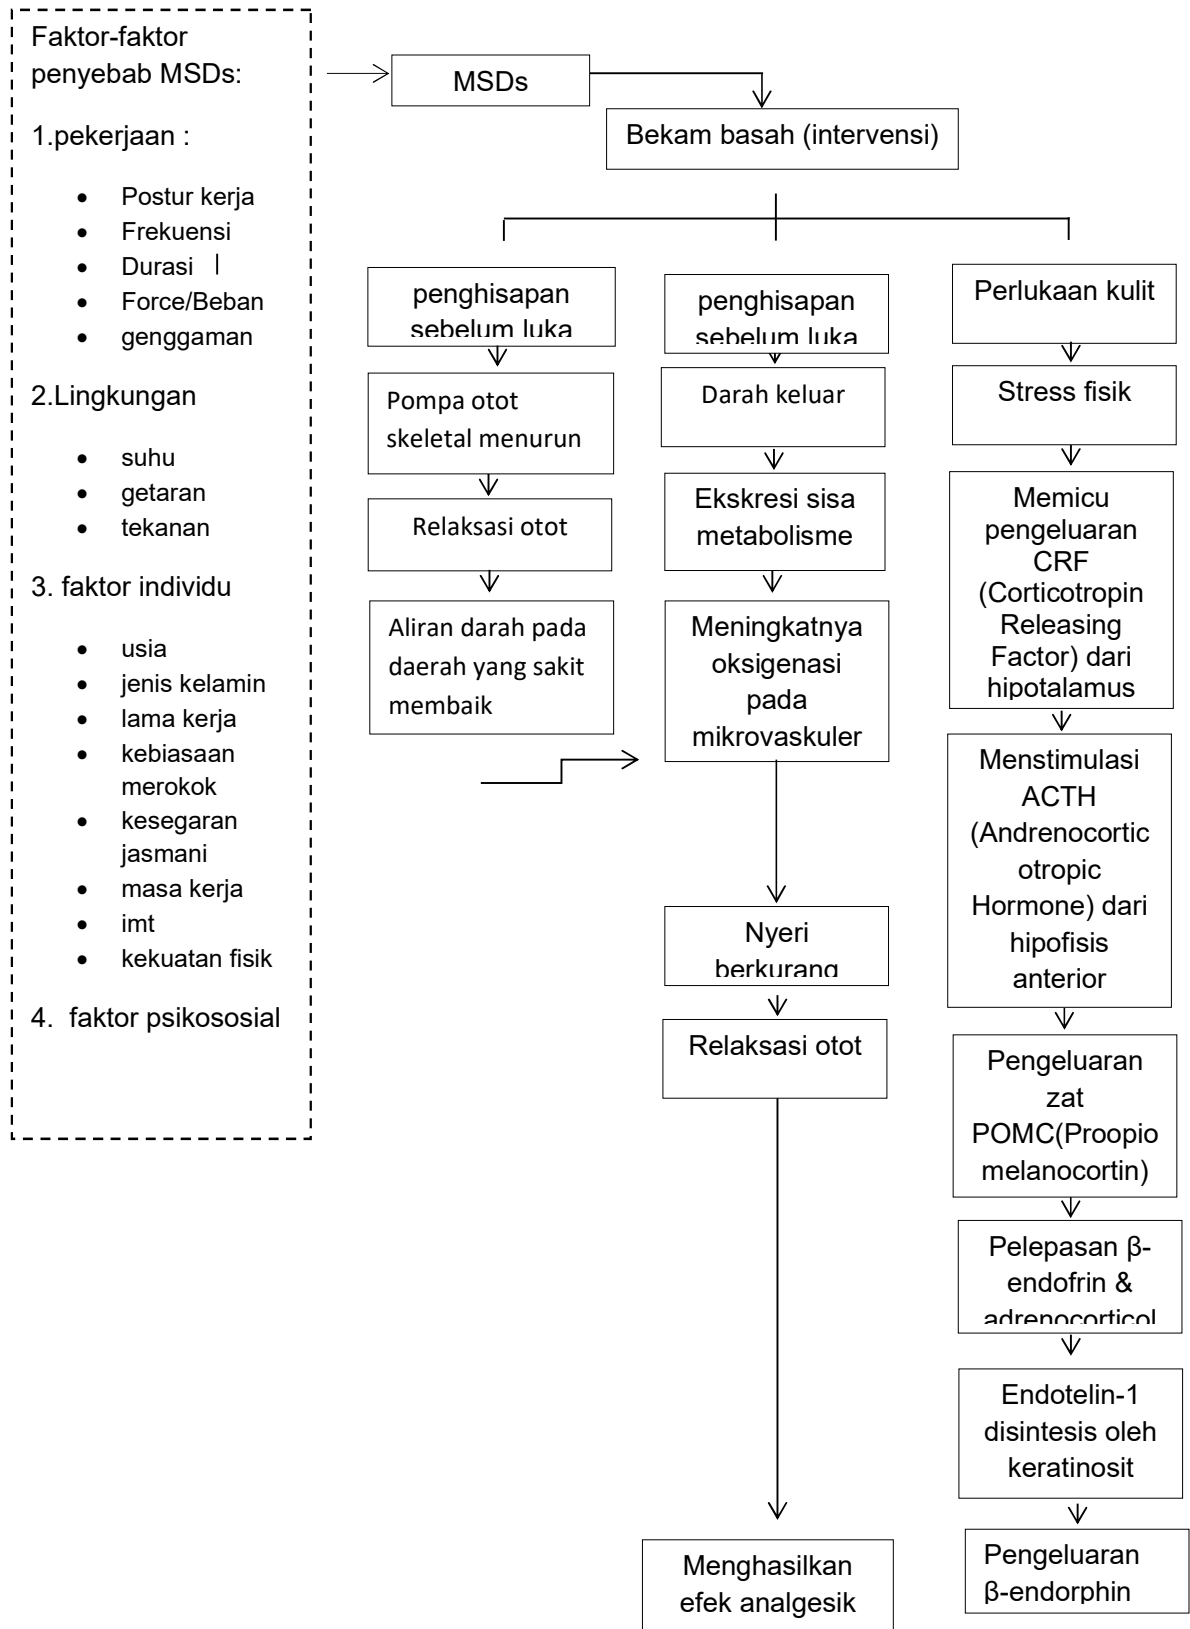 Faktor-faktor
penyebab MSDs:
1.pekerjaan :
• Postur kerja
• Frekuensi
• Durasi
• Force/Beban
• genggaman
2.Lingkungan
• suhu
• getaran
• tekanan
3. faktor individu
• usia
• jenis kelamin
• lama kerja
• kebiasaan
merokok
• kesegaran
jasmani
• masa kerja
• imt
• kekuatan fisik
4. faktor psikososial
MSDs
Bekam basah (intervensi)
penghisapan
sebelum luka
Pompa otot
skeletal menurun
Relaksasi otot
Aliran darah pada
daerah yang sakit
membaik
penghisapan
sebelum luka
Darah keluar
Ekskresi sisa
metabolisme
Meningkatnya
oksigenasi
pada
mikrovaskuler
Nyeri
berkurang
Relaksasi otot
Menghasilkan
efek analgesik
Perlukaan kulit
Stress fisik
Memicu
pengeluaran
CRF
(Corticotropin
Releasing
Factor) dari
hipotalamus
Menstimulasi
ACTH
(Andrenocortic
otropic
Hormone) dari
hipofisis
anterior
Pengeluaran
zat
POMC(Proopio
melanocortin)
Pelepasan β-
endofrin &
adrenocorticol
Endotelin-1
disintesis oleh
keratinosit
Pengeluaran
β-endorphin